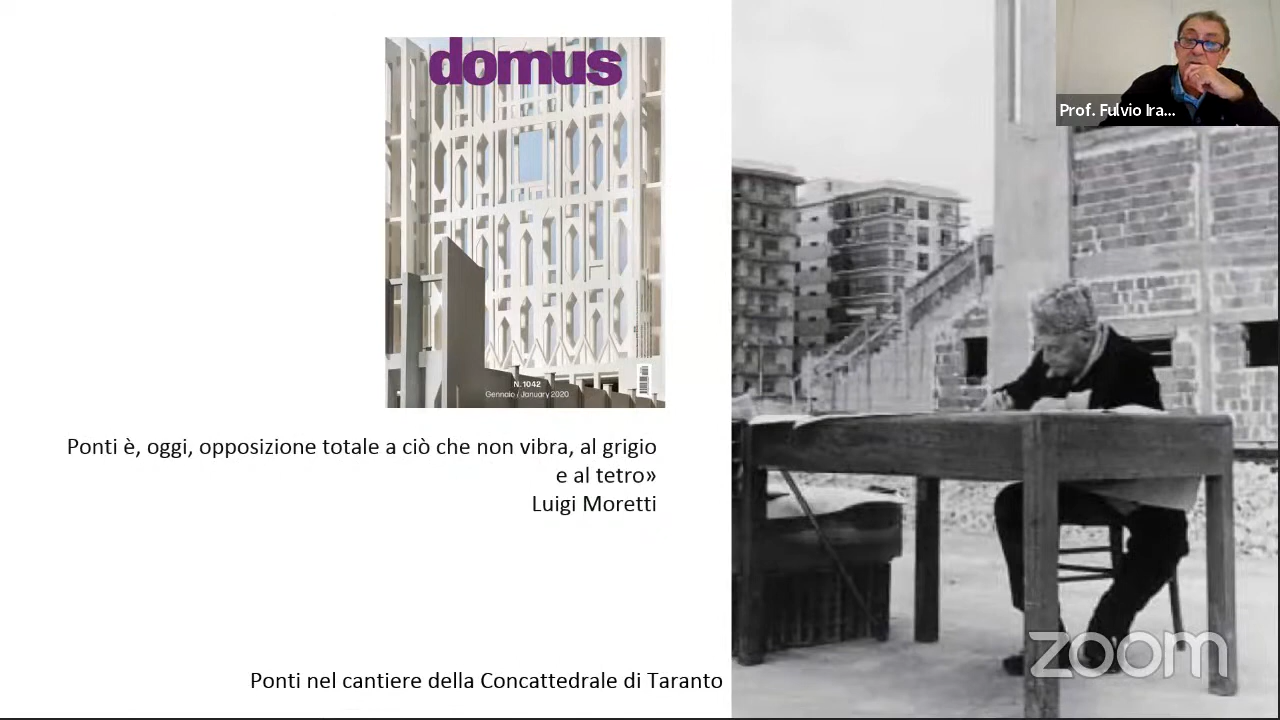 domus
N. 1042
Gennaio / January 2020
Prof. Fulvio Ira...
Ponti è, oggi, opposizione totale a ciò che non vibra, al grigio
e al tetro»
Luigi Moretti
Ponti nel cantiere della Concattedrale di Taranto
zoom